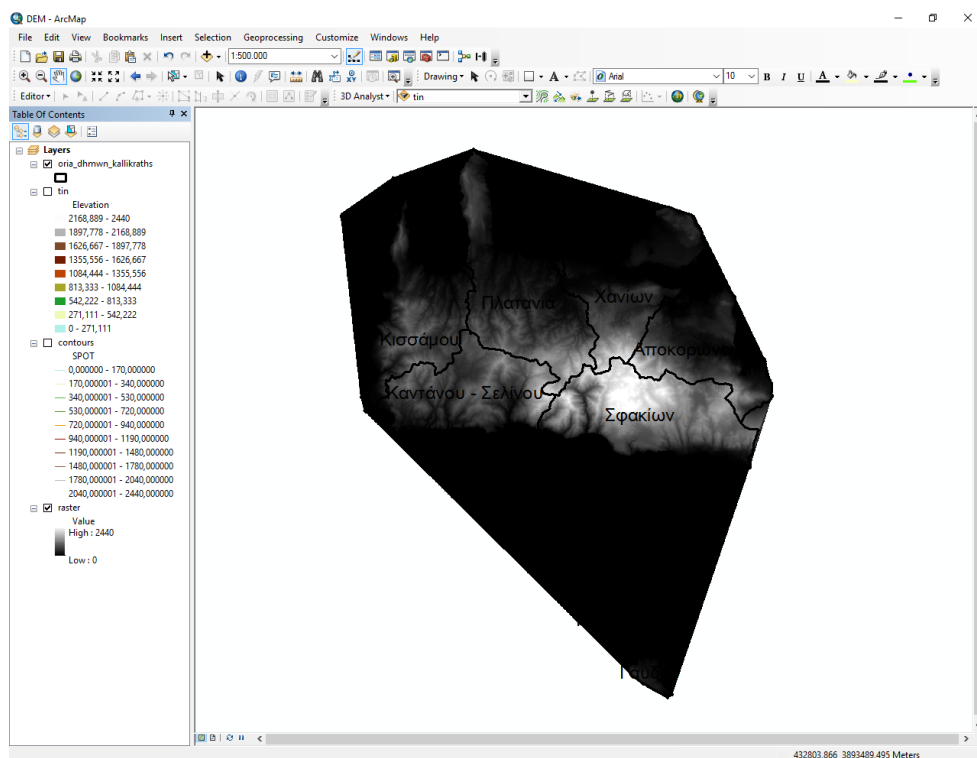 DEM - ArcMap
File Edit View Bookmarks Insert Selection Geoprocessing Customize Windows Help
1:500.000
Drawing A Arial 10 B I U A
Editor 3D Analyst tin
Table Of Contents
Layers
oria_dhmwn_kallikraths
tin
Elevation
2168,889 - 2440
1897,778 - 2168,889
1626,667 - 1897,778
1355,556 - 1626,667
1084,444 - 1355,556
813,333 - 1084,444
542,222 - 813,333
271,111 - 542,222
0 - 271,111
contours
SPOT
0,000000 - 170,000000
170,000001 - 340,000000
340,000001 - 530,000000
530,000001 - 720,000000
720,000001 - 940,000000
940,000001 - 1190,000000
1190,000001 - 1480,000000
1480,000001 - 1780,000000
1780,000001 - 2040,000000
2040,000001 - 2440,000000
raster
Value
High : 2440
Low : 0
Πλατανιά
Χανίων
Κισσάμου
Καντάνου - Σελίνου
Σφακίων
432803,866 3893489,495 Meters